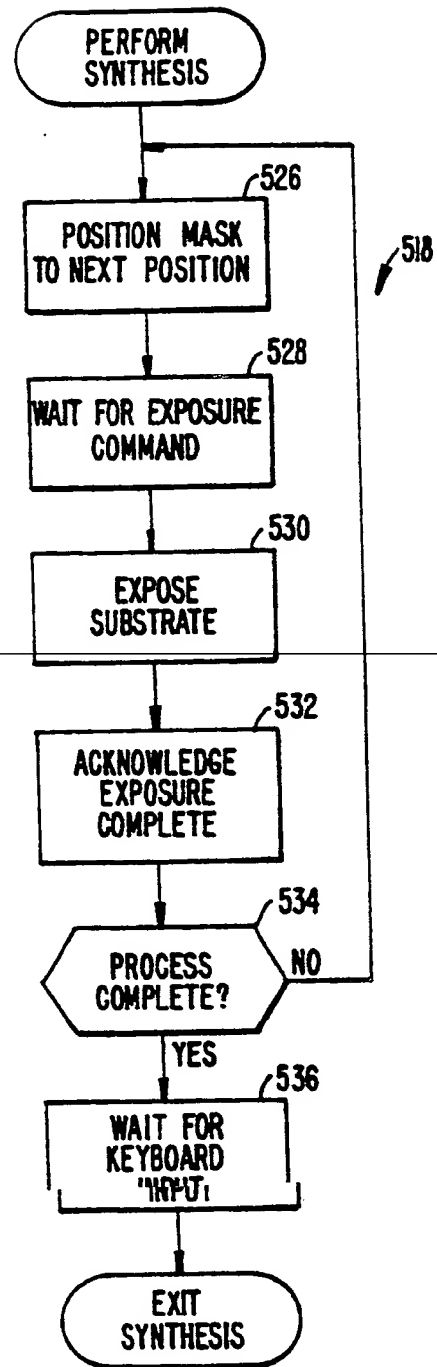 PERFORM
SYNTHESIS
526
POSITION MASK
TO NEXT POSITION
518
528
WAIT FOR EXPOSURE
COMMAND
530
EXPOSE
SUBSTRATE
532
ACKNOWLEDGE
EXPOSURE
COMPLETE
534
PROCESS
COMPLETE?
NO
YES
536
WAIT FOR
KEYBOARD
INPUT
EXIT
SYNTHESIS